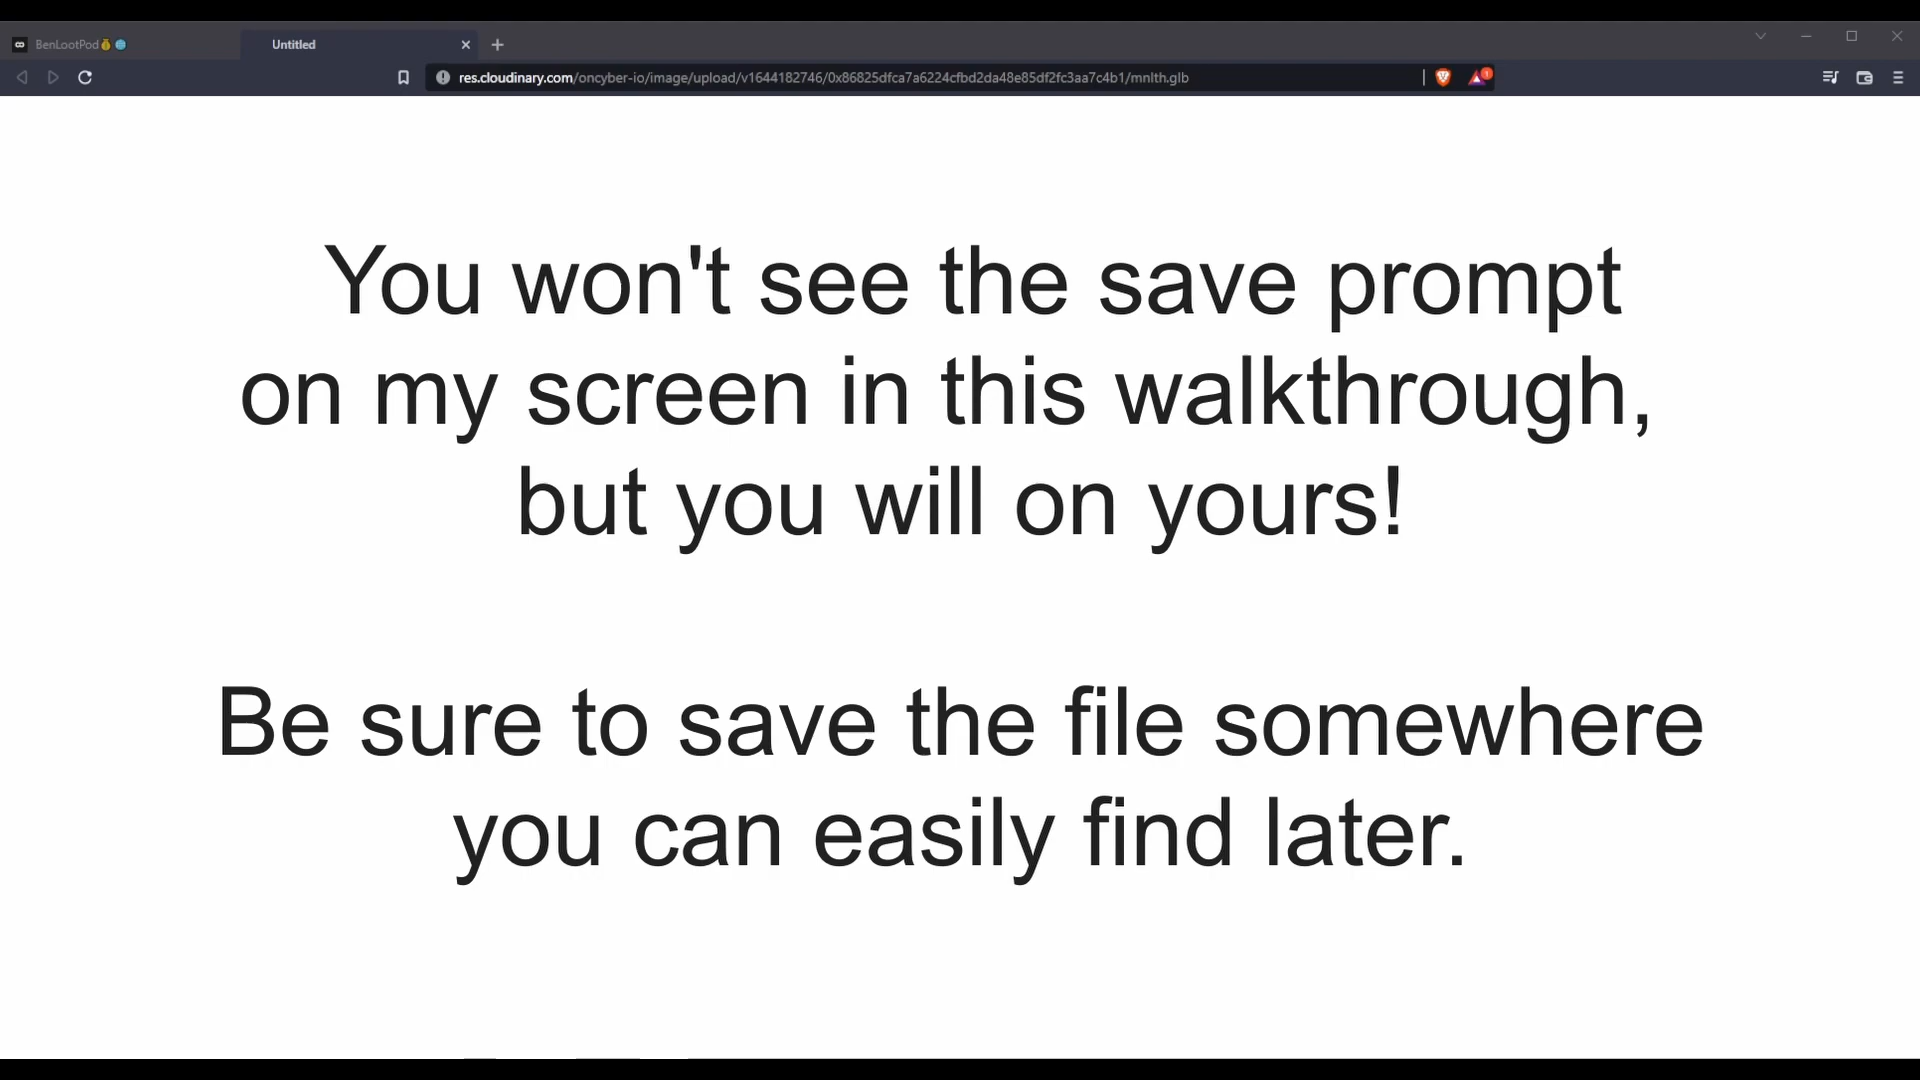 BenLootPod
Untitled
res.cloudinary.com/oncyber-io/image/upload/v1644182746/0x86825dfca7a6224cfbd2da48e85df2fc3aa7c4b1/mnlth.glb
1
You won't see the save prompt
on my screen in this walkthrough,
but you will on yours!
Be sure to save the file somewhere
you can easily find later.